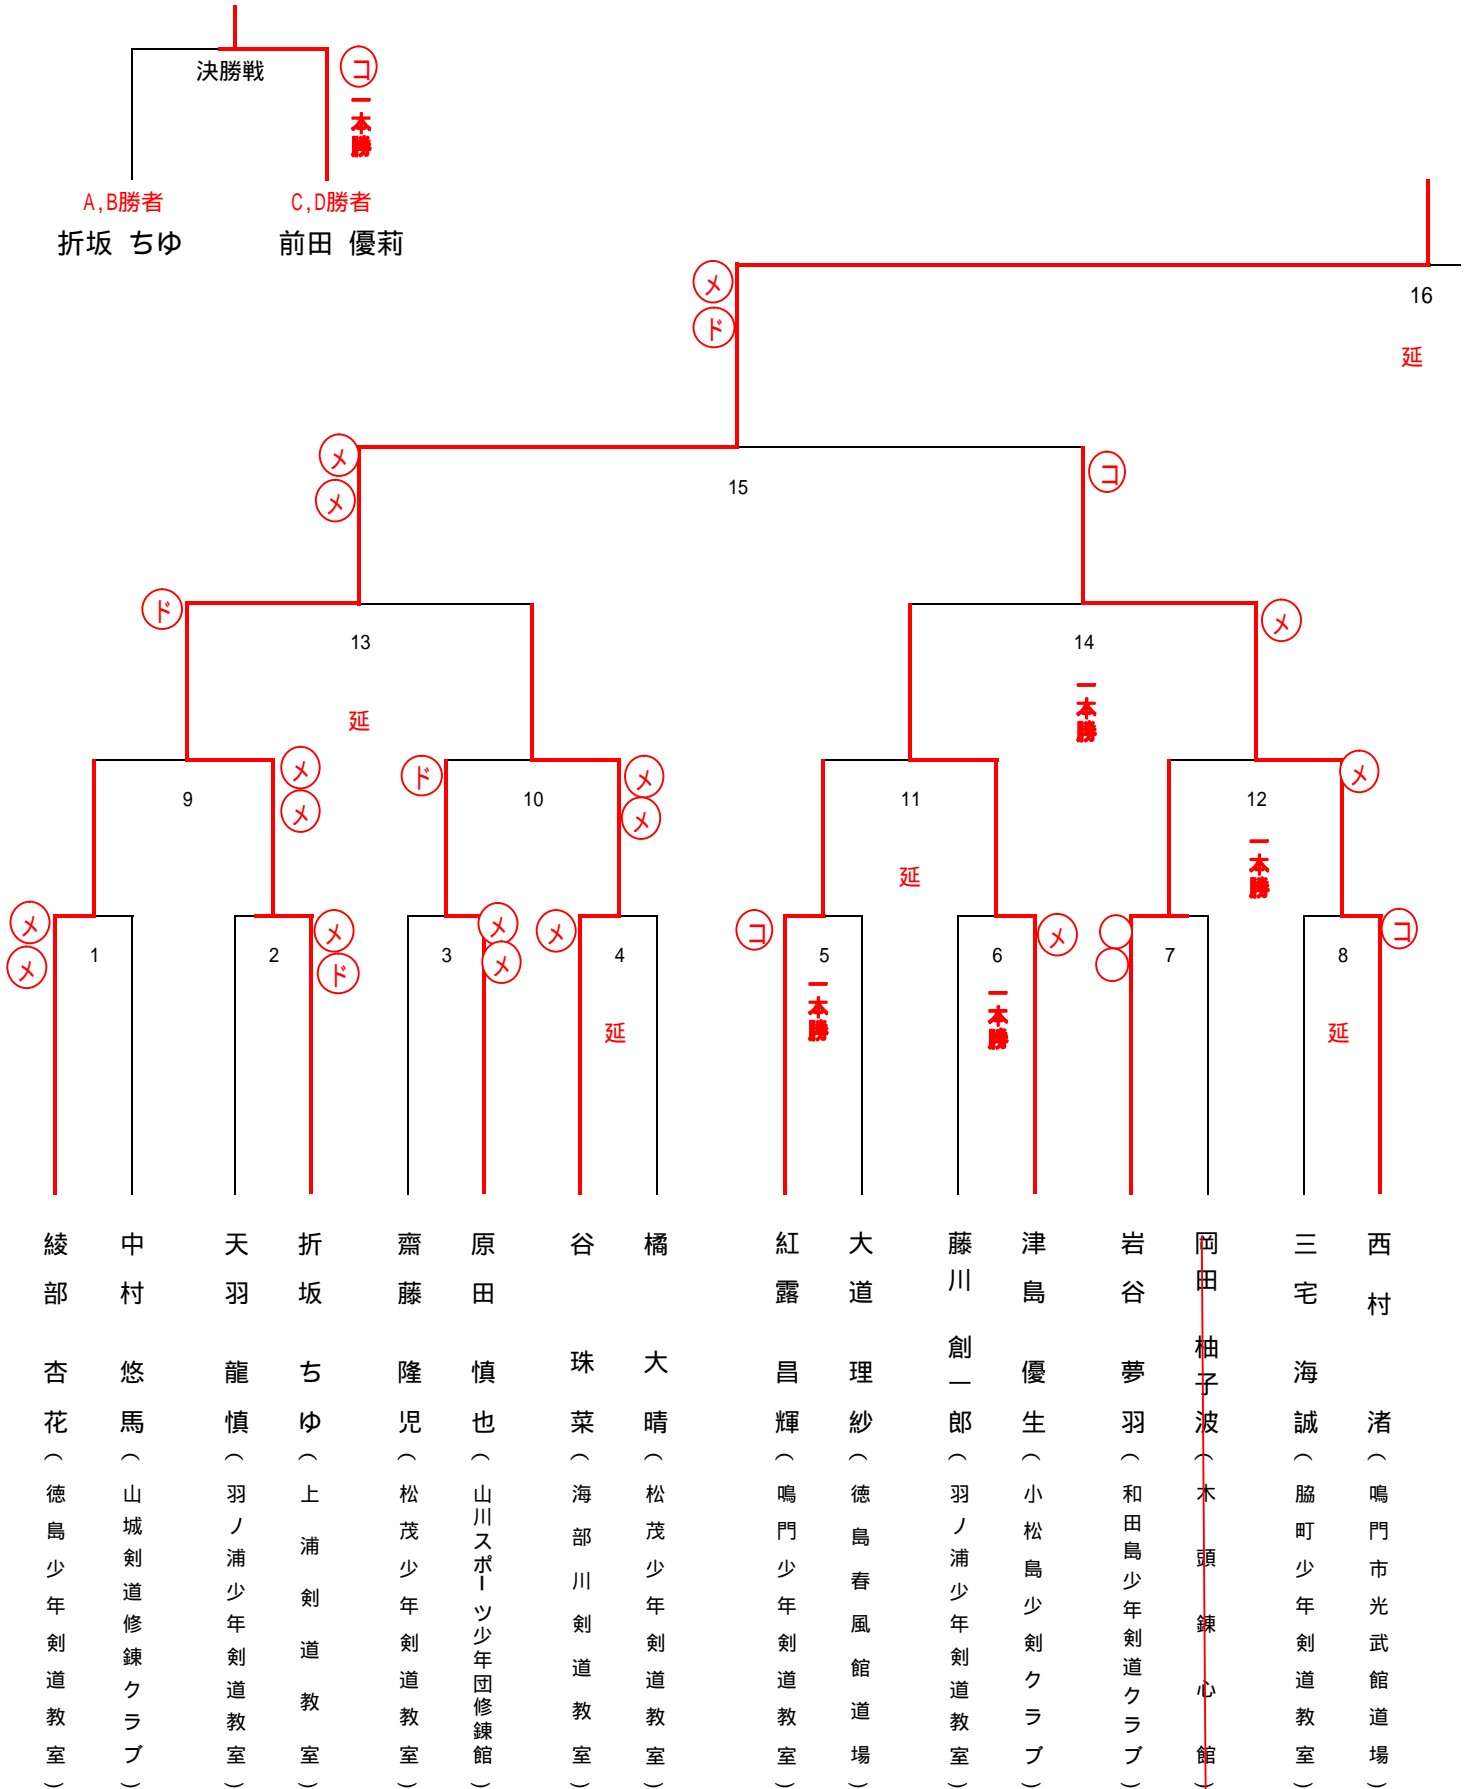 決勝戦
コ
一本勝
A,B勝者
C,D勝者
折坂 ちゆ
前田 優莉
メ
ド
16
延
メ
メ
15
コ
ド
13
延
14
一本勝
メ
9
メ
メ
ド
10
メ
メ
11
延
12
一本勝
メ
メ
メ
1
2
メ
ド
3
メ
メ
メ
4
延
コ
5
一本勝
6
一本勝
メ
7
8
延
コ
綾部 杏花(徳島少年剣道教室)
中村 悠馬(山城剣道修錬クラブ)
天羽 龍慎(羽ノ浦少年剣道教室)
折坂 ちゆ(上浦剣道教室)
齋藤 隆児(松茂少年剣道教室)
原田 慎也(山川スポーツ少年団修錬館)
谷 珠菜(海部川剣道教室)
橘 大晴(松茂少年剣道教室)
紅露 昌輝(鳴門少年剣道教室)
大道 理紗(徳島春風館道場)
藤川 創一郎(羽ノ浦少年剣道教室)
津島 優生(小松島少剣クラブ)
岩谷 夢羽(和田島少年剣道クラブ)
岡田 柚子波(木頭錬心館)
三宅 海誠(脇町少年剣道教室)
西村 渚(鳴門市光武館道場)